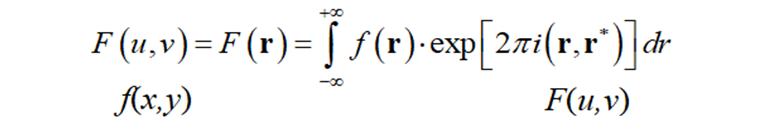 F(u,v) = F(r) = ∫_{-∞}^{+∞} f(r)·exp[2πi(r,r*)]dr
f(x,y) F(u,v)